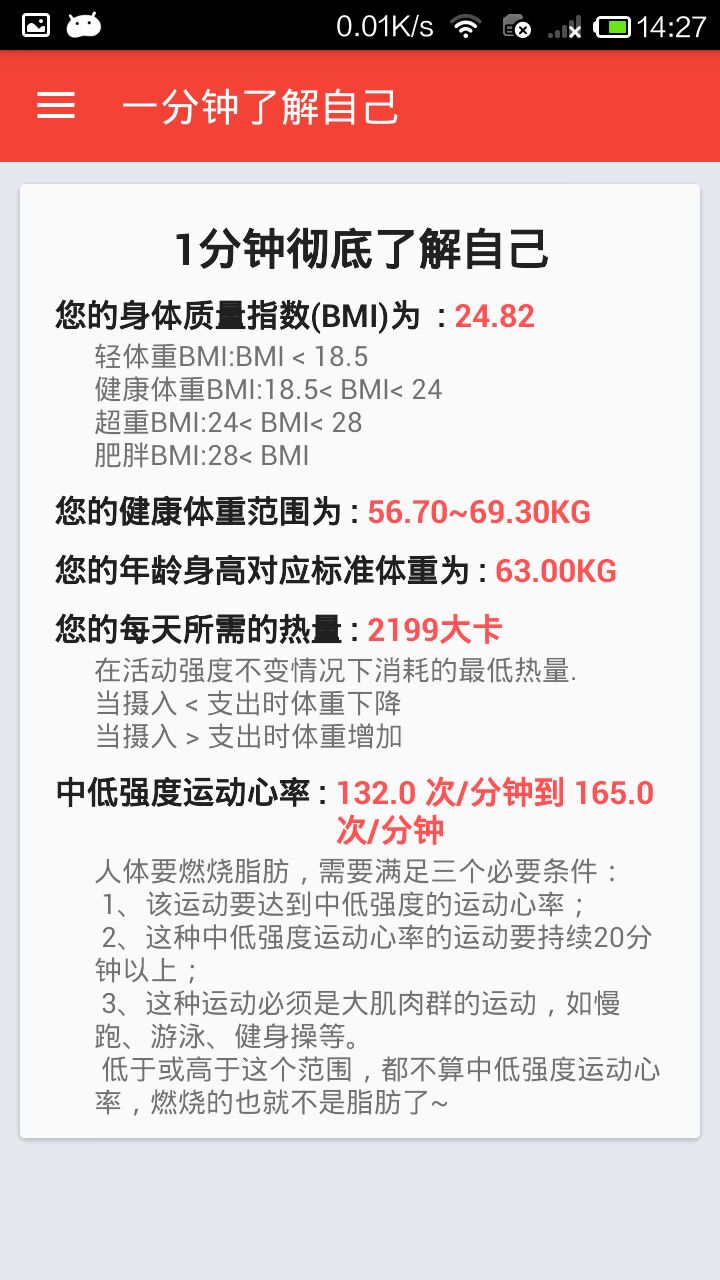 0.01K/s 14:27
一分钟了解自己
1分钟彻底了解自己
您的身体质量指数(BMI)为 : 24.82
轻体重BMI:BMI < 18.5
健康体重BMI:18.5< BMI< 24
超重BMI:24< BMI< 28
肥胖BMI:28< BMI
您的健康体重范围为 : 56.70~69.30KG
您的年龄身高对应标准体重为 : 63.00KG
您的每天所需的热量 : 2199大卡
在活动强度不变情况下消耗的最低热量.
当摄入 < 支出时体重下降
当摄入 > 支出时体重增加
中低强度运动心率 : 132.0 次/分钟到 165.0
次/分钟
人体要燃烧脂肪，需要满足三个必要条件：
1、该运动要达到中低强度的运动心率；
2、这种中低强度运动心率的运动要持续20分
钟以上；
3、这种运动必须是大肌肉群的运动，如慢
跑、游泳、健身操等。
低于或高于这个范围，都不算中低强度运动心
率，燃烧的也就不是脂肪了~